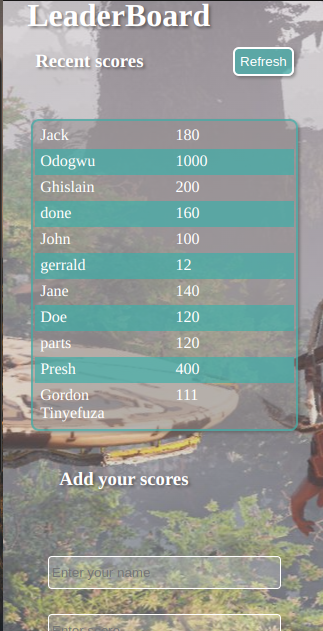 LeaderBoard
Recent scores
Refresh
Jack 180
Odogwu 1000
Ghislain 200
done 160
John 100
gerrald 12
Jane 140
Doe 120
parts 120
Presh 400
Gordon 111
Tinyefuza
Add your scores
Enter your name